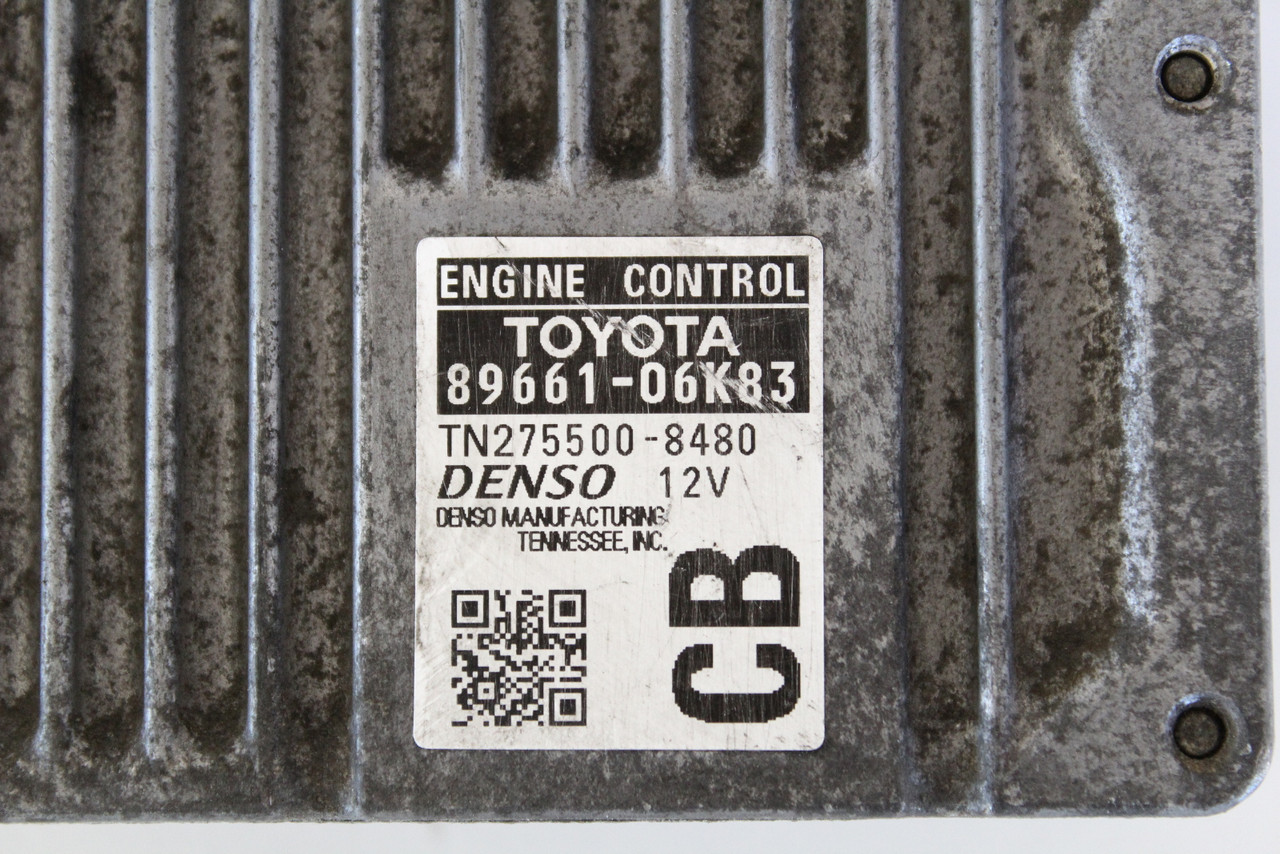 ENGINE CONTROL
TOYOTA
89661-06K83
TN275500-8480
DENSO 12V
DENSO MANUFACTURING
TENNESSEE, INC.
CB